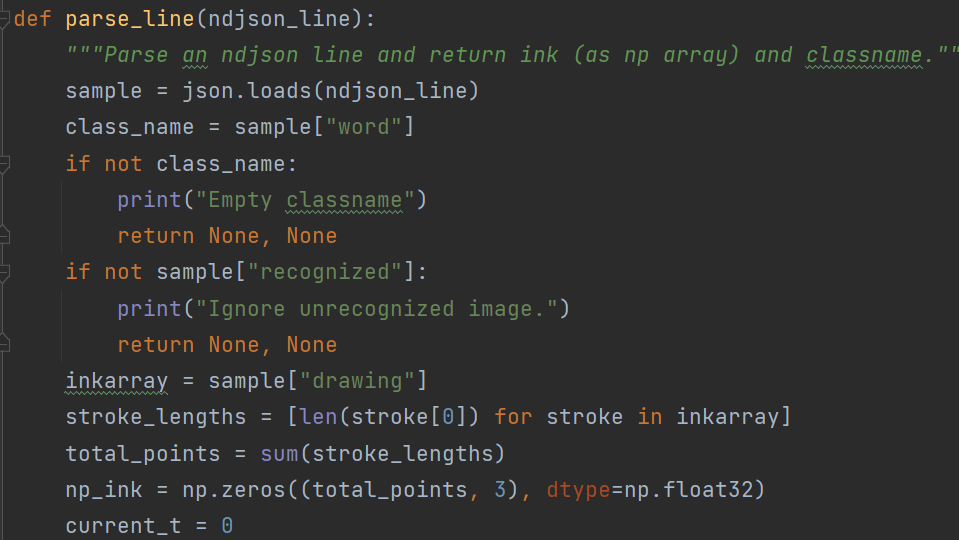 def parse_line(ndjson_line):
    """Parse an ndjson line and return ink (as np array) and classname.""
    sample = json.loads(ndjson_line)
    class_name = sample["word"]
    if not class_name:
        print("Empty classname")
        return None, None
    if not sample["recognized"]:
        print("Ignore unrecognized image.")
        return None, None
    inkarray = sample["drawing"]
    stroke_lengths = [len(stroke[0]) for stroke in inkarray]
    total_points = sum(stroke_lengths)
    np_ink = np.zeros((total_points, 3), dtype=np.float32)
    current_t = 0